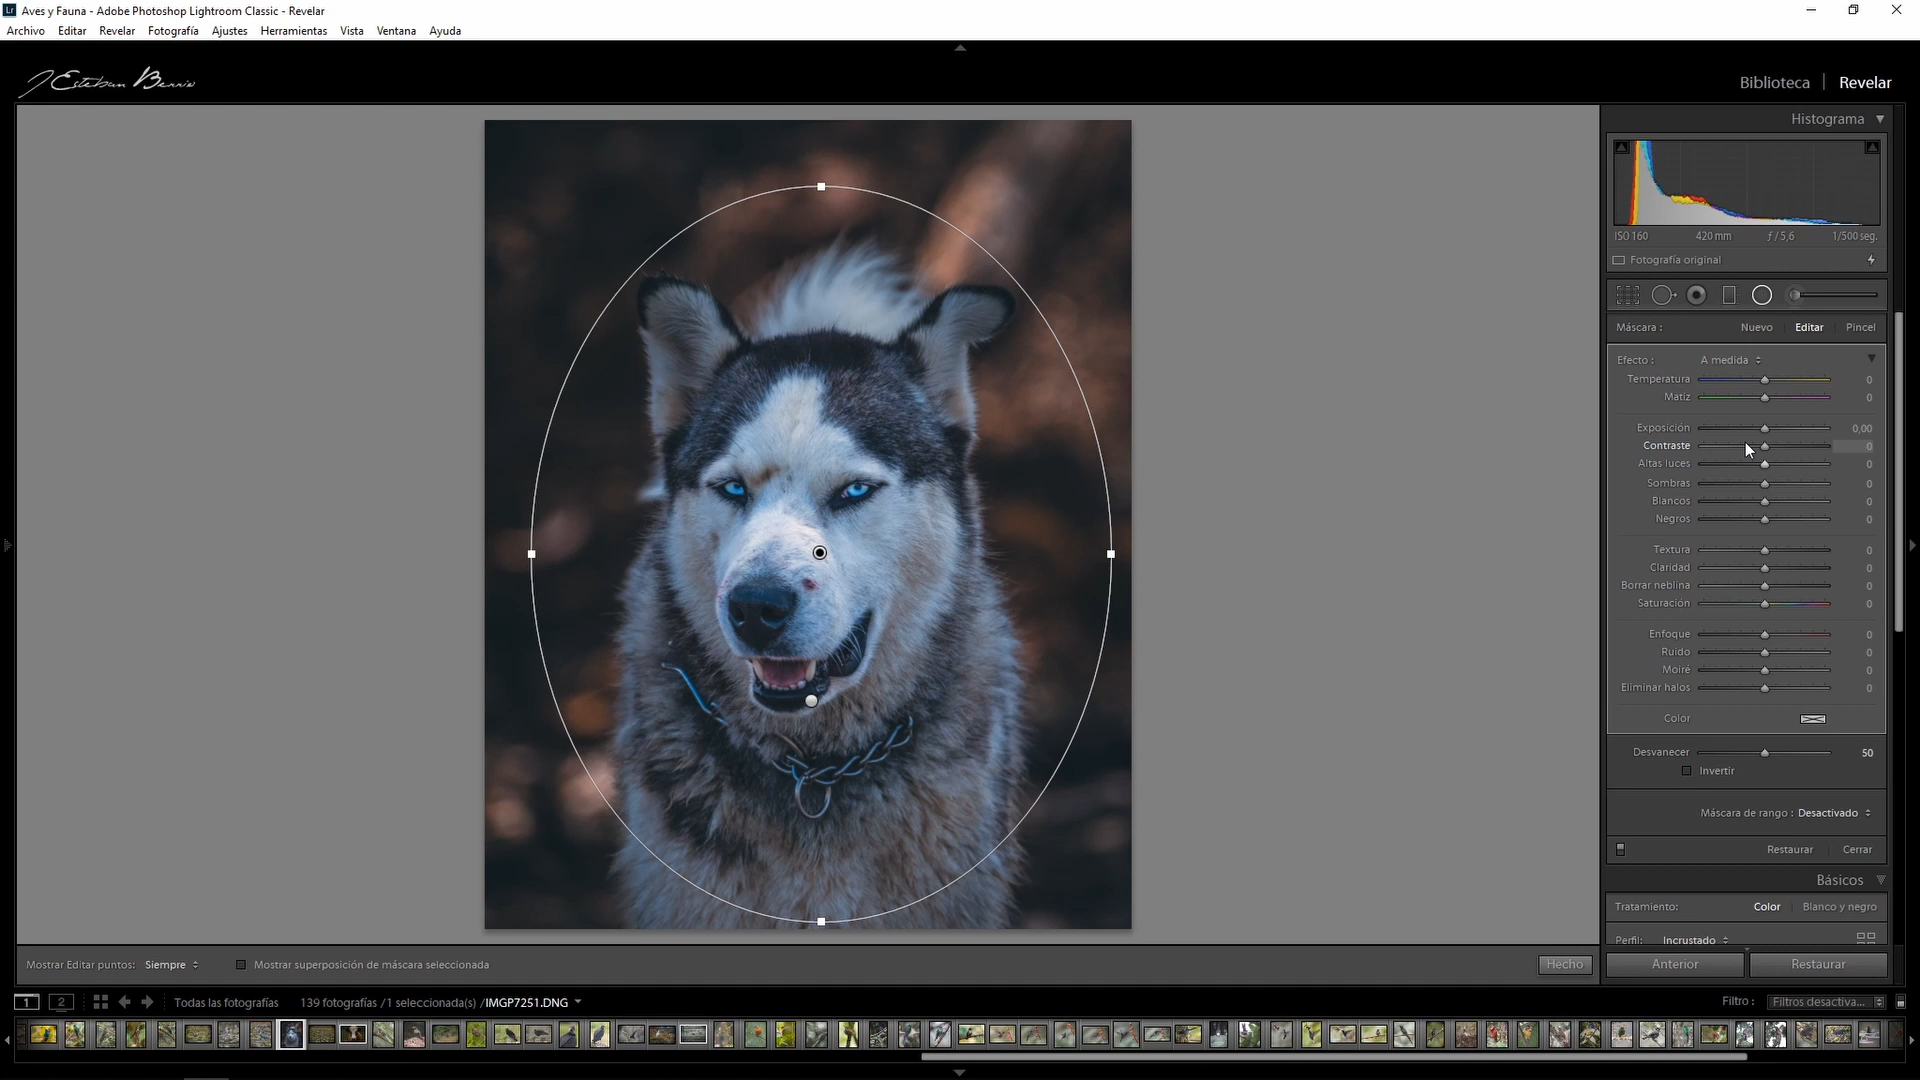 Lr Aves y Fauna - Adobe Photoshop Lightroom Classic - Revelar
Archivo Editar Revelar Fotografía Ajustes Herramientas Vista Ventana Ayuda
J Esteban Berrio
Biblioteca | Revelar
Histograma
ISO 160 420 mm ƒ / 5,6 1/500 seg.
Fotografía original
Máscara : Nuevo Editar Pincel
Efecto : A medida
Temperatura 0
Matiz 0
Exposición 0,00
Contraste 0
Altas luces 0
Sombras 0
Blancos 0
Negros 0
Textura 0
Claridad 0
Borrar neblina 0
Saturación 0
Enfoque 0
Ruido 0
Moiré 0
Eliminar halos 0
Color
Desvanecer 50
Invertir
Máscara de rango : Desactivado
Restaurar Cerrar
Básicos
Tratamiento: Color Blanco y negro
Perfil: Incrustado
Mostrar Editar puntos: Siempre Mostrar superposición de máscara seleccionada Hecho
Anterior Restaurar
1 2 Todas las fotografías 139 fotografías /1 seleccionada(s) /IMGP7251.DNG Filtro : Filtros desactiva...